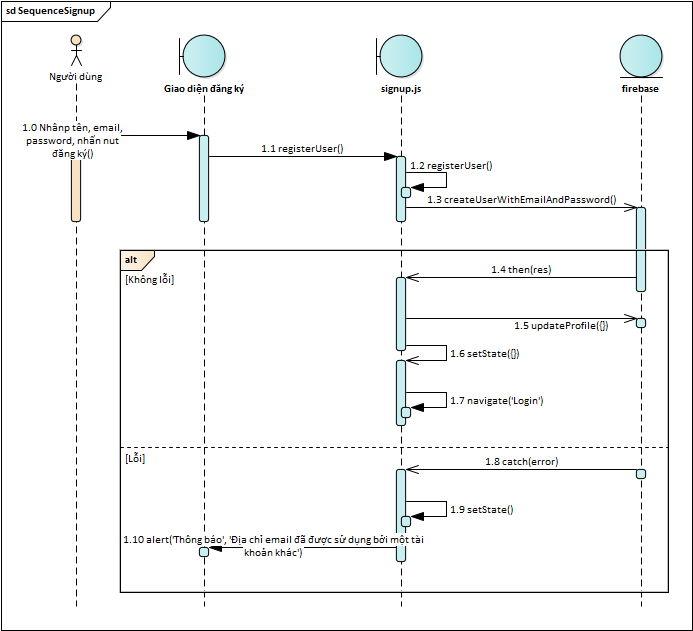 sd SequenceSignup
Người dùng
Giao diện đăng ký
signup.js
firebase
1.0 Nhânp tên, email,
password, nhấn nut
đăng ký()
1.1 registerUser()
1.2 registerUser()
1.3 createUserWithEmailAndPassword()
alt
[Không lỗi]
1.4 then(res)
1.5 updateProfile({})
1.6 setState({})
1.7 navigate('Login')
[Lỗi]
1.8 catch(error)
1.9 setState()
1.10 alert('Thông báo', 'Địa chỉ email đã được sử dụng bởi một tài
khoản khác')